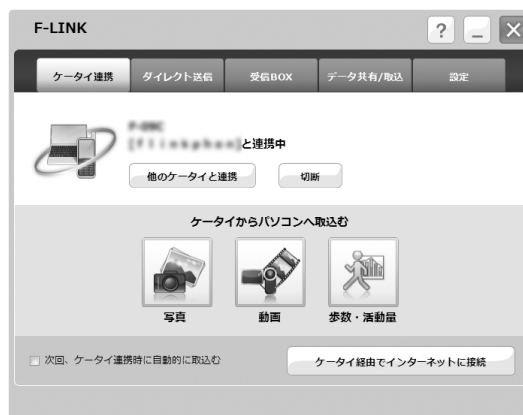 F-LINK
? _ X
ケータイ連携 ダイレクト送信 受信BOX データ共有/取込 設定
と連携中
他のケータイと連携 切断
ケータイからパソコンへ取込む
写真 動画 歩数・活動量
次回、ケータイ連携時に自動的に取込む ケータイ経由でインターネットに接続